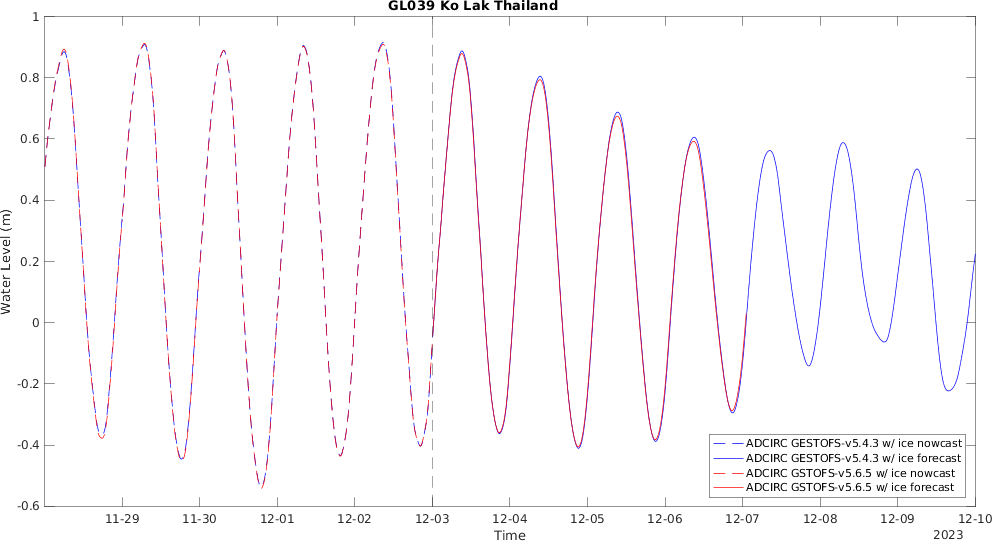 GL039 Ko Lak Thailand
1
0.8
0.6
0.4
0.2
0
-0.2
-0.4
-0.6
Water Level (m)
11-29 11-30 12-01 12-02 12-03 12-04 12-05 12-06 12-07 12-08 12-09 12-10
Time
2023
ADCIRC GESTOFS-v5.4.3 w/ ice nowcast
ADCIRC GESTOFS-v5.4.3 w/ ice forecast
ADCIRC GSTOFS-v5.6.5 w/ ice nowcast
ADCIRC GSTOFS-v5.6.5 w/ ice forecast